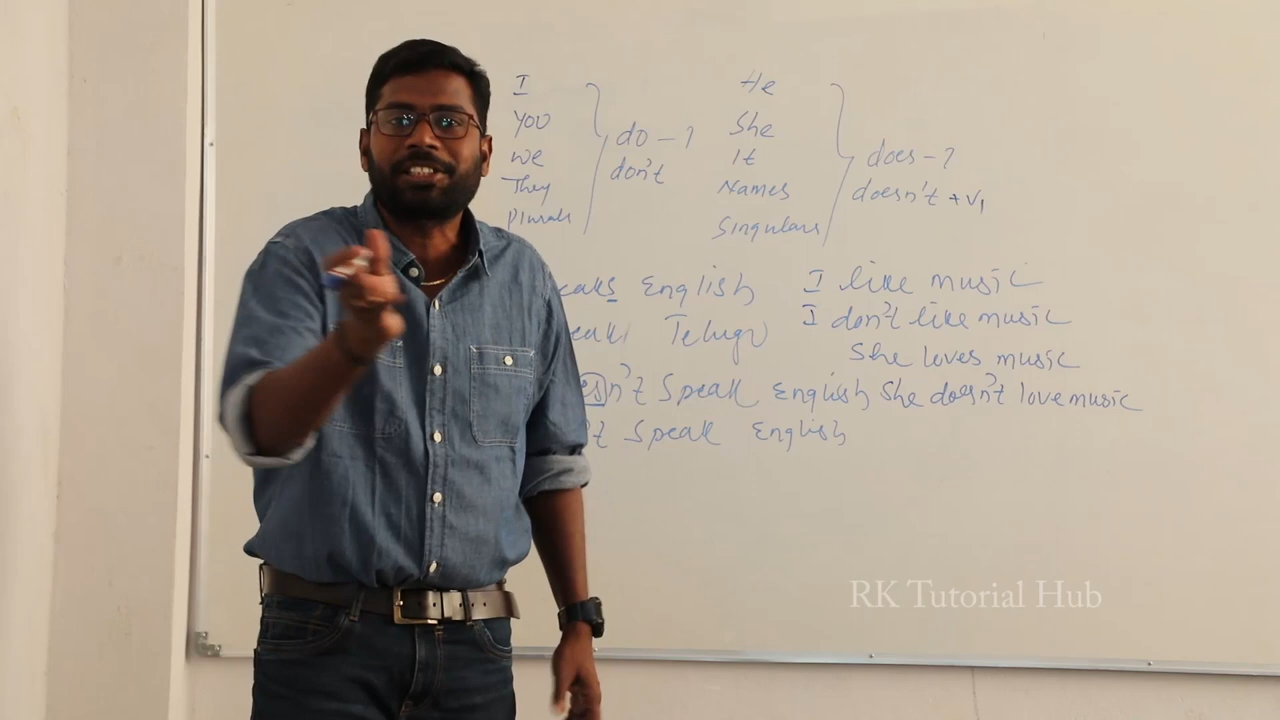 I
You
We
They
Plurals
do - ?
don't
He
She
It
Names
Singulars
does - ?
doesn't + V1
English
Telugu
Speak English
Speak English
I like music
I don't like music
She loves music
She doesn't love music
RK Tutorial Hub